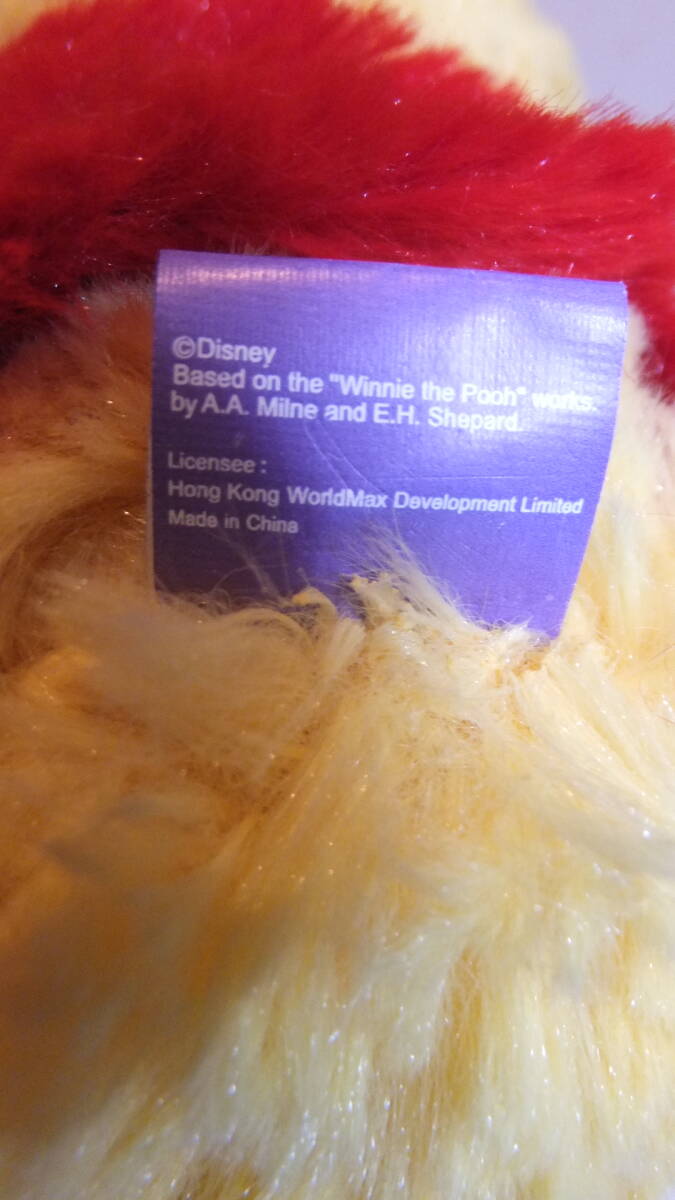 ©Disney
Based on the "Winnie the Pooh" works.
by A.A. Milne and E.H. Shepard.
Licensee :
Hong Kong WorldMax Development Limited
Made in China